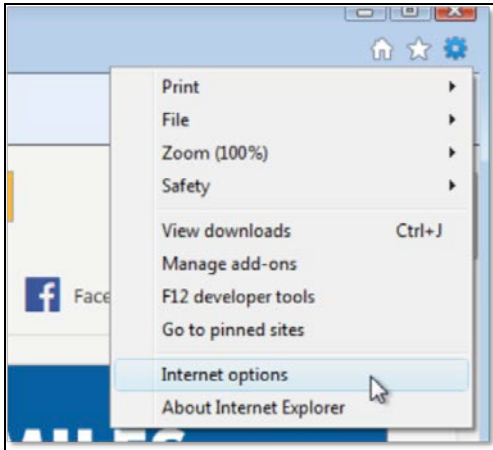 Print
File
Zoom (100%)
Safety
View downloads Ctrl+J
Manage add-ons
F12 developer tools
Go to pinned sites
f Face
Internet options
About Internet Explorer